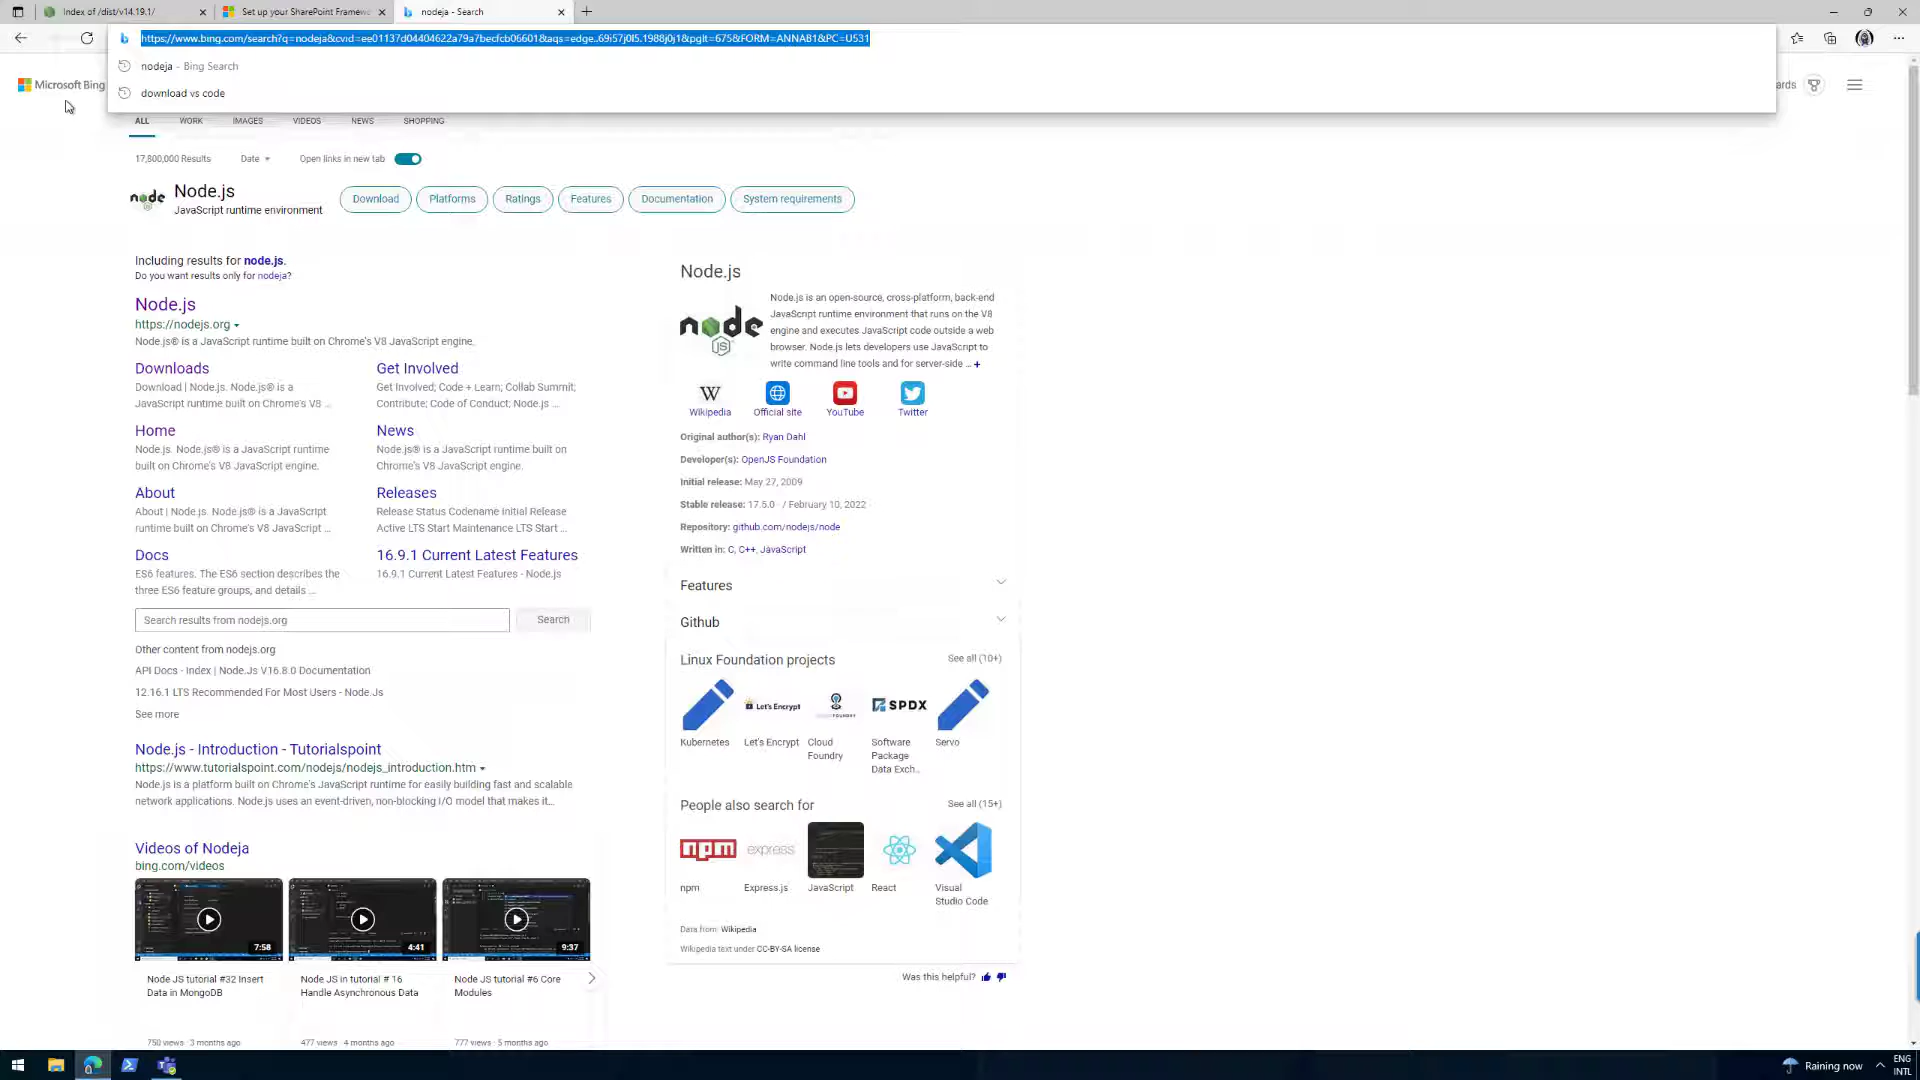 Index of /dist/v14.19.1/
Set up your SharePoint Framewo
nodeja - Search
https://www.bing.com/search?q=nodeja&cvid=ee01137d04404622a79a7becfcb06601&aqs=edge..69i57j0l5.1988j0j1&pglt=675&FORM=ANNAB1&PC=U531
nodeja - Bing Search
download vs code
Microsoft Bing
ards
ALL WORK IMAGES VIDEOS NEWS SHOPPING
17,800,000 Results Date Open links in new tab
node
Node.js
JavaScript runtime environment
Download Platforms Ratings Features Documentation System requirements
Including results for node.js.
Do you want results only for nodeja?
Node.js
https://nodejs.org
Node.js® is a JavaScript runtime built on Chrome's V8 JavaScript engine.
Downloads
Download | Node.js. Node.js® is a
JavaScript runtime built on Chrome's V8 ...
Get Involved
Get Involved; Code + Learn; Collab Summit;
Contribute; Code of Conduct; Node.js ...
Home
Node.js. Node.js® is a JavaScript runtime
built on Chrome's V8 JavaScript engine.
News
Node.js® is a JavaScript runtime built on
Chrome's V8 JavaScript engine.
About
About | Node.js. Node.js® is a JavaScript
runtime built on Chrome's V8 JavaScript ...
Releases
Release Status Codename Initial Release
Active LTS Start Maintenance LTS Start ...
Docs
ES6 features. The ES6 section describes the
three ES6 feature groups, and details ...
16.9.1 Current Latest Features
16.9.1 Current Latest Features - Node.js
Search results from nodejs.org Search
Other content from nodejs.org
API Docs - Index | Node.Js V16.8.0 Documentation
12.16.1 LTS Recommended For Most Users - Node.Js
See more
Node.js - Introduction - Tutorialspoint
https://www.tutorialspoint.com/nodejs/nodejs_introduction.htm
Node.js is a platform built on Chrome's JavaScript runtime for easily building fast and scalable
network applications. Node.js uses an event-driven, non-blocking I/O model that makes it...
Videos of Nodeja
bing.com/videos
7:58 4:41 9:37
Node JS tutorial #32 Insert
Data in MongoDB
Node JS in tutorial # 16
Handle Asynchronous Data
Node JS tutorial #6 Core
Modules
750 views · 3 months ago
477 views · 4 months ago
777 views · 5 months ago
Node.js
node
JS
Node.js is an open-source, cross-platform, back-end
JavaScript runtime environment that runs on the V8
engine and executes JavaScript code outside a web
browser. Node.js lets developers use JavaScript to
write command line tools and for server-side ... +
W
Wikipedia Official site YouTube Twitter
Original author(s): Ryan Dahl
Developer(s): OpenJS Foundation
Initial release: May 27, 2009
Stable release: 17.5.0 / February 10, 2022
Repository: github.com/nodejs/node
Written in: C, C++, JavaScript
Features
Github
Linux Foundation projects See all (10+)
Let's Encrypt
SPDX
Kubernetes
Let's Encrypt
Cloud
Foundry
Software
Package
Data Exch...
Servo
People also search for See all (15+)
npm
express
npm
Express.js
JavaScript
React
Visual
Studio Code
Data from: Wikipedia
Wikipedia text under CC-BY-SA license
Was this helpful?
Raining now
ENG
INTL